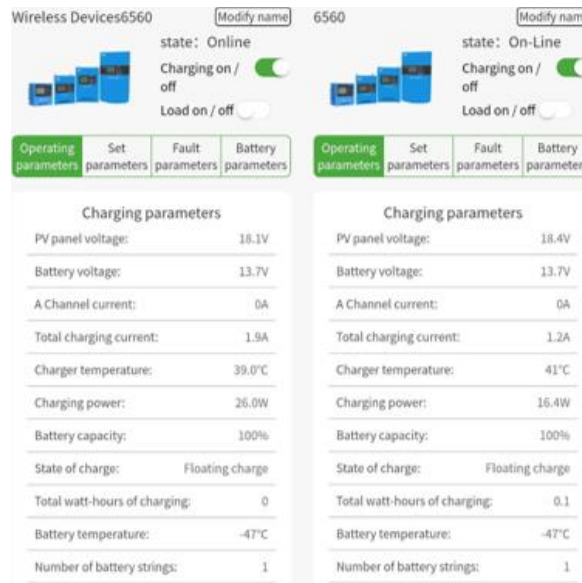 Wireless Devices6560
Modify name
state: Online
Charging on /
off
Load on / off
Operating parameters
Set parameters
Fault parameters
Battery parameters
Charging parameters
PV panel voltage: 18.1V
Battery voltage: 13.7V
A Channel current: 0A
Total charging current: 1.9A
Charger temperature: 39.0°C
Charging power: 26.0W
Battery capacity: 100%
State of charge: Floating charge
Total watt-hours of charging: 0
Battery temperature: -47°C
Number of battery strings: 1
6560
Modify nam
state: On-Line
Charging on /
off
Load on / off
Operating parameters
Set parameters
Fault parameters
Battery parameter
Charging parameters
PV panel voltage: 18.4V
Battery voltage: 13.7V
A Channel current: 0A
Total charging current: 1.2A
Charger temperature: 41°C
Charging power: 16.4W
Battery capacity: 100%
State of charge: Floating charge
Total watt-hours of charging: 0.1
Battery temperature: -47°C
Number of battery strings: 1